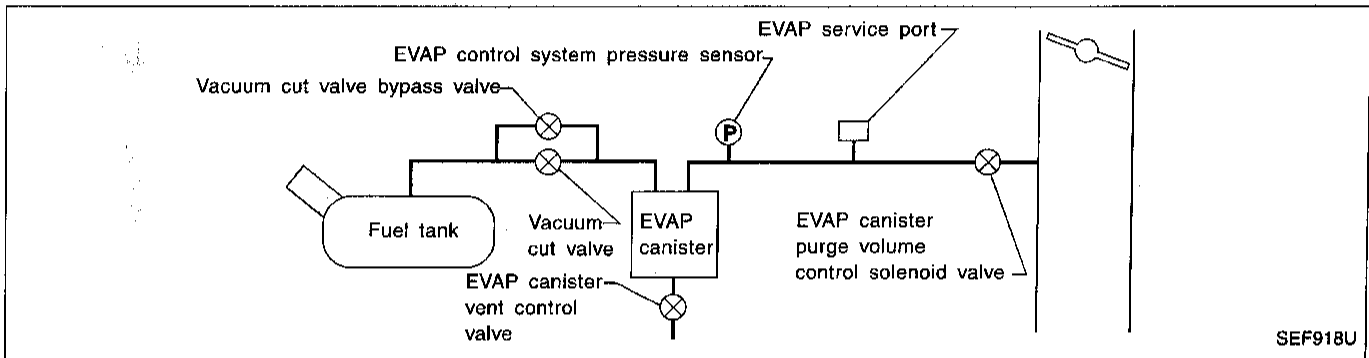 EVAP service port
EVAP control system pressure sensor
Vacuum cut valve bypass valve
P
Fuel tank
Vacuum
cut valve
EVAP
canister
EVAP canister
purge volume
control solenoid valve
EVAP canister
vent control
valve
SEF918U